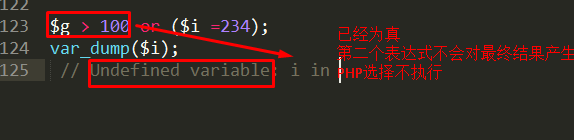 122
123 $g > 100 or ($i =234);
124 var_dump($i);
125 // Undefined variable: i in
已经为真
第二个表达式不会对最终结果产生
PHP选择不执行